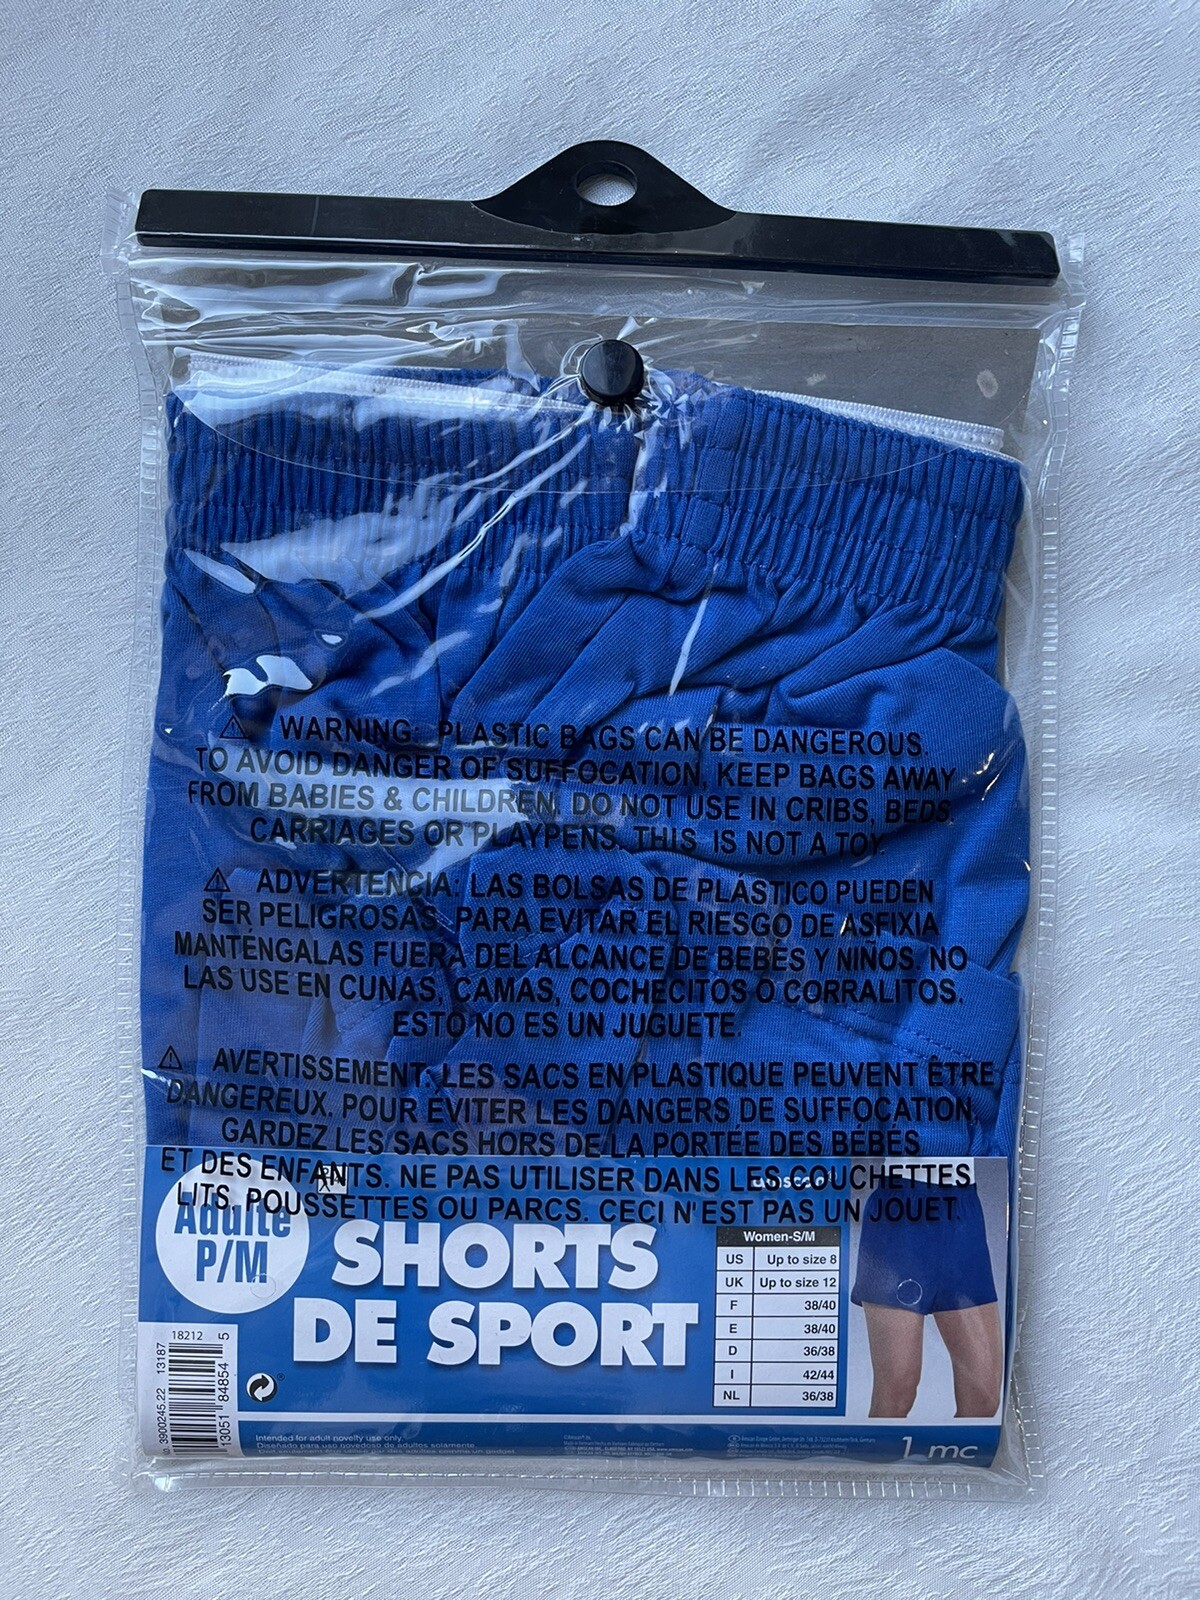 ⚠ WARNING: PLASTIC BAGS CAN BE DANGEROUS.
TO AVOID DANGER OF SUFFOCATION, KEEP BAGS AWAY
FROM BABIES & CHILDREN. DO NOT USE IN CRIBS, BEDS,
CARRIAGES OR PLAYPENS. THIS IS NOT A TOY.
⚠ ADVERTENCIA: LAS BOLSAS DE PLÁSTICO PUEDEN
SER PELIGROSAS. PARA EVITAR EL RIESGO DE ASFIXIA
MANTÉNGALAS FUERA DEL ALCANCE DE BEBÉS Y NIÑOS. NO
LAS USE EN CUNAS, CAMAS, COCHECITOS O CORRALITOS.
ESTO NO ES UN JUGUETE.
⚠ AVERTISSEMENT: LES SACS EN PLASTIQUE PEUVENT ÊTRE
DANGEREUX. POUR ÉVITER LES DANGERS DE SUFFOCATION,
GARDEZ LES SACS HORS DE LA PORTÉE DES BÉBÉS
ET DES ENFANTS. NE PAS UTILISER DANS LES COUCHETTES,
LITS, POUSSETTES OU PARCS. CECI N'EST PAS UN JOUET.
Adulte
P/M
SHORTS
DE SPORT
Women-S/M
US Up to size 8
UK Up to size 12
F 38/40
E 38/40
D 36/38
I 42/44
NL 36/38
18212
13187
3900245.22
13051 84854 5
Intended for adult novelty use only.
Diseñado para uso novedoso de adultos solamente.
1 mc